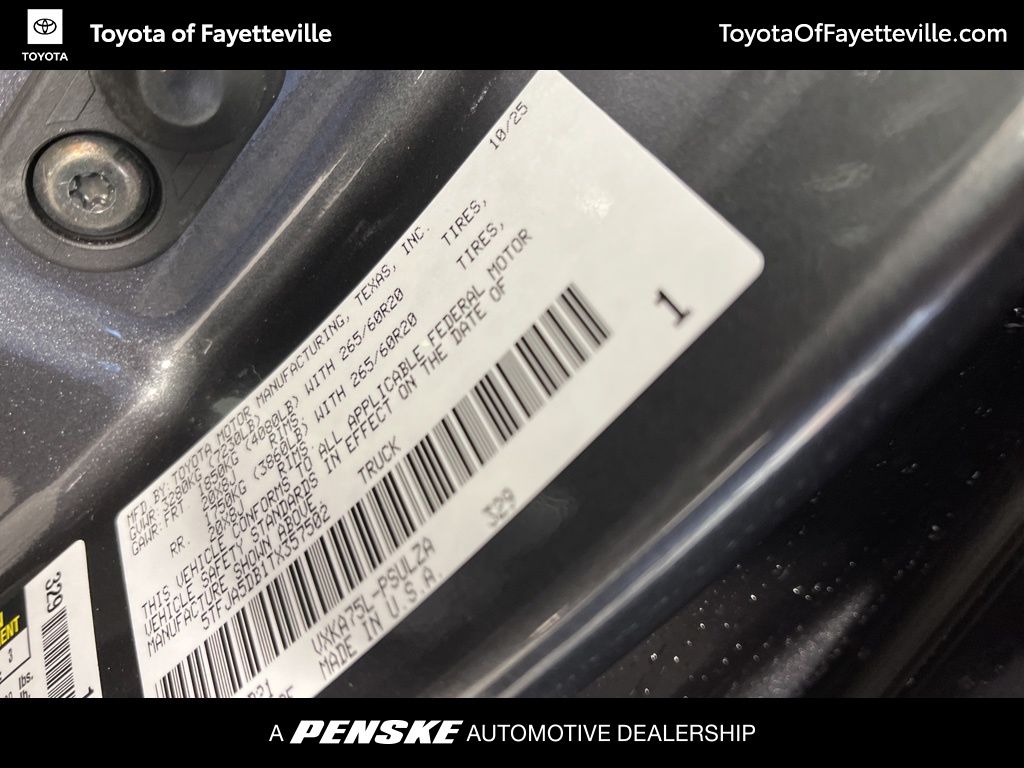 TOYOTA
Toyota of Fayetteville
ToyotaOfFayetteville.com
10/25
MFD BY: TOYOTA MOTOR MANUFACTURING, TEXAS, INC.
GVWR: 3280KG (7230LB)
GAWR: FRT. 1850KG (4080LB) WITH 265/60R20 TIRES,
20X8J RIMS
RR. 1750KG (3860LB) WITH 265/60R20 TIRES,
20X8J RIMS
THIS VEHICLE CONFORMS TO ALL APPLICABLE FEDERAL MOTOR
VEHICLE SAFETY STANDARDS IN EFFECT ON THE DATE OF
MANUFACTURE SHOWN ABOVE.
5TFJA5DB1TX357502 TRUCK
1
329
VXKA75L-PSULZA
MADE IN U.S.A.
329
lbs.
A PENSKE AUTOMOTIVE DEALERSHIP